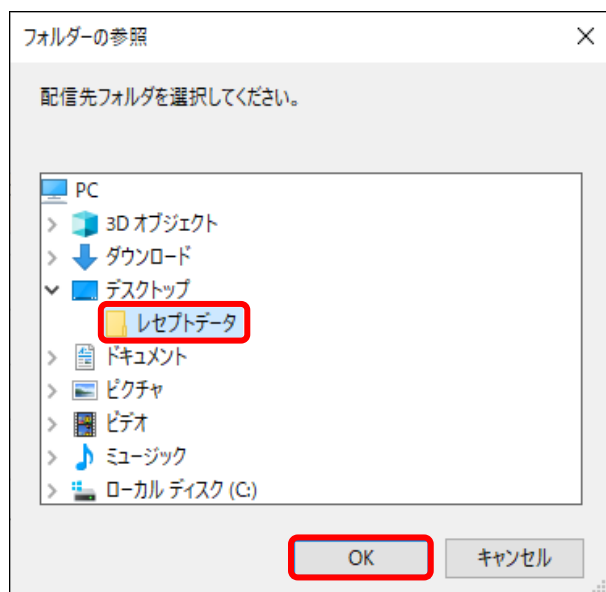 フォルダーの参照
配信先フォルダを選択してください。
PC
3D オブジェクト
ダウンロード
デスクトップ
レセプトデータ
ドキュメント
ピクチャ
ビデオ
ミュージック
ローカル ディスク (C:)
OK キャンセル